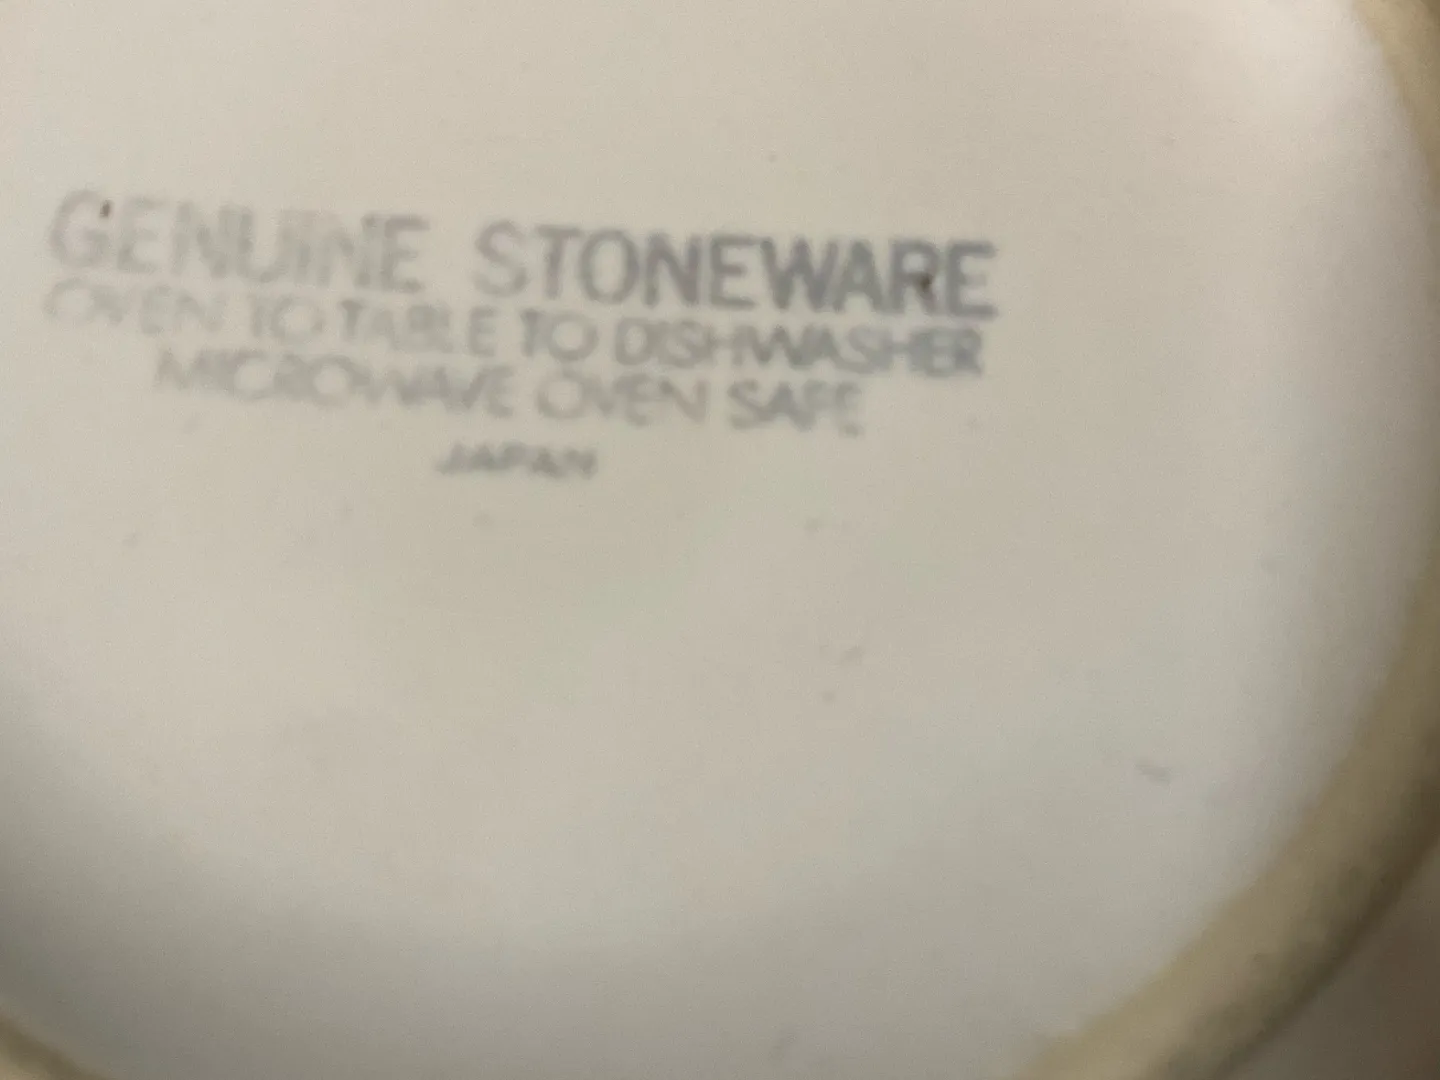 GENUINE STONEWARE
OVEN TO TABLE TO DISHWASHER
MICROWAVE OVEN SAFE
JAPAN